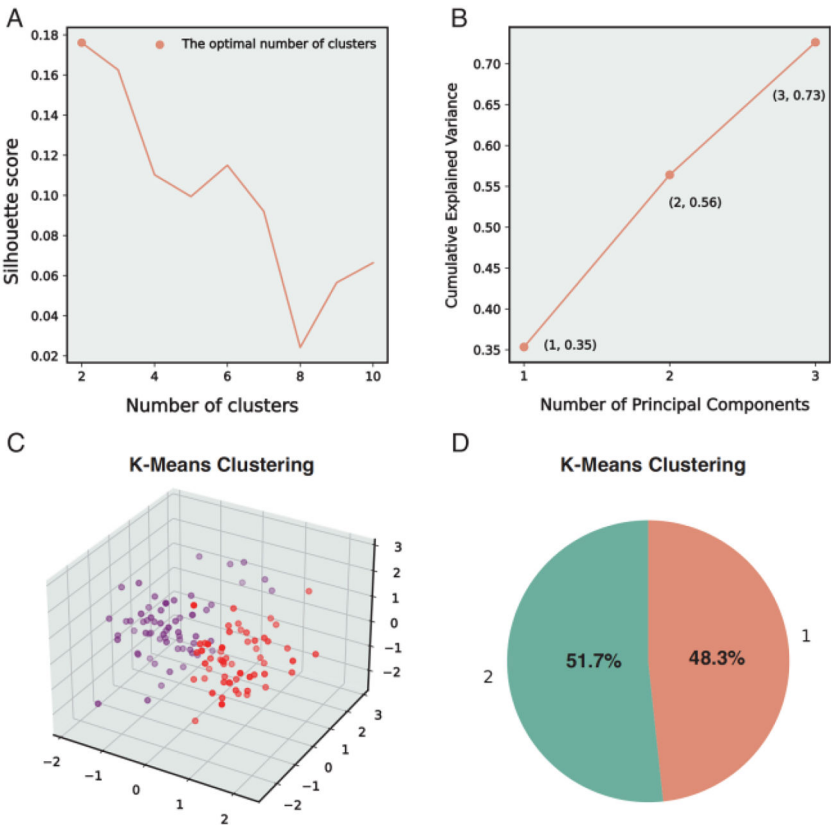 A
0.18
0.16
0.14
0.12
0.10
0.08
0.06
0.04
0.02
Silhouette score
The optimal number of clusters
2 4 6 8 10
Number of clusters
B
0.70
0.65
0.60
0.55
0.50
0.45
0.40
0.35
Cumulative Explained Variance
(3, 0.73)
(2, 0.56)
(1, 0.35)
1 2 3
Number of Principal Components
C
K-Means Clustering
3
2
1
0
−1
−2
3
2
1
0
−1
−2
−2 −1 0 1 2
D
K-Means Clustering
1
2
51.7% 48.3%